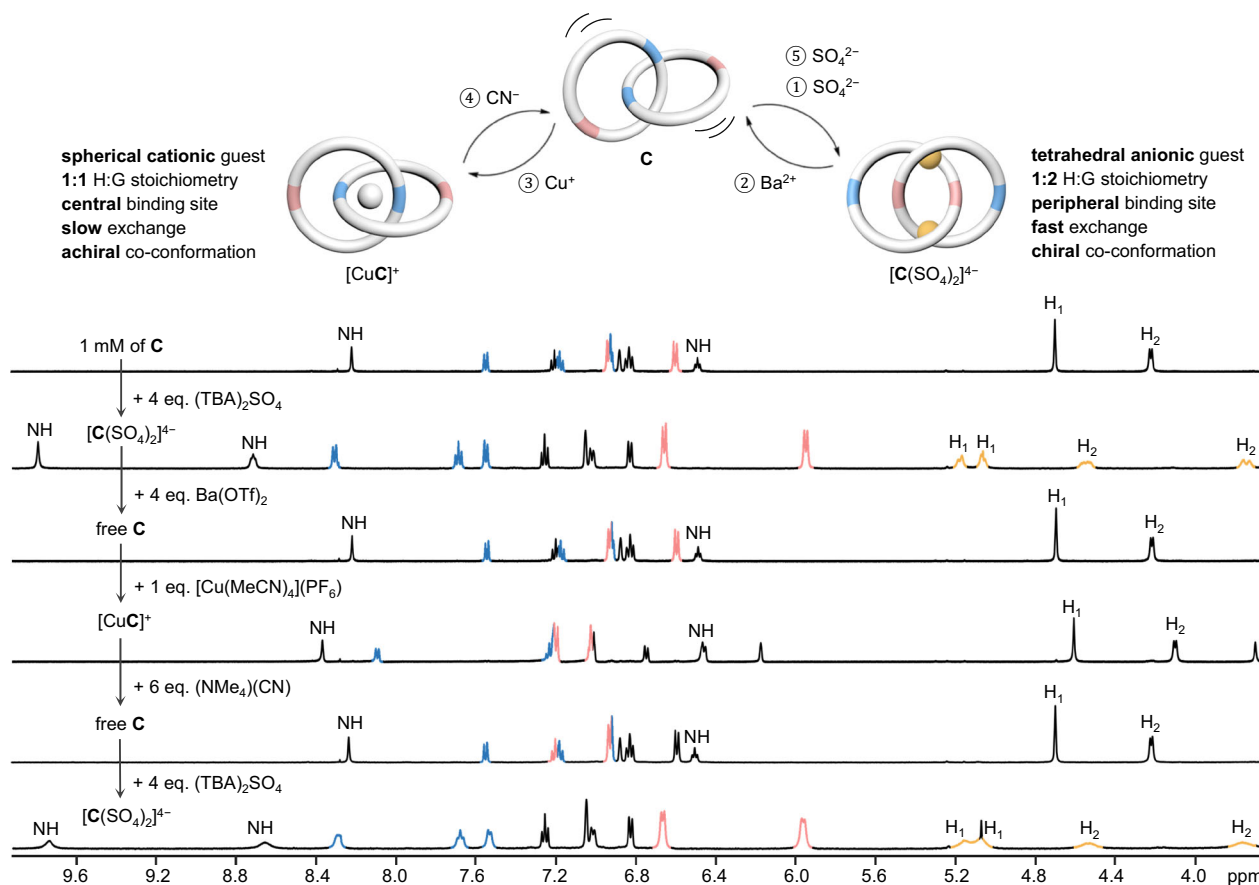 ⑤ SO₄²⁻
① SO₄²⁻
④ CN⁻
C
③ Cu⁺
② Ba²⁺
spherical cationic guest
1:1 H:G stoichiometry
central binding site
slow exchange
achiral co-conformation
[CuC]⁺
tetrahedral anionic guest
1:2 H:G stoichiometry
peripheral binding site
fast exchange
chiral co-conformation
[C(SO₄)₂]⁴⁻
1 mM of C
NH
NH
H₁
H₂
+ 4 eq. (TBA)₂SO₄
[C(SO₄)₂]⁴⁻
NH
NH
H₁
H₁
H₂
H₂
+ 4 eq. Ba(OTf)₂
free C
NH
NH
H₁
H₂
+ 1 eq. [Cu(MeCN)₄](PF₆)
[CuC]⁺
NH
NH
H₁
H₂
+ 6 eq. (NMe₄)(CN)
free C
NH
NH
H₁
H₂
+ 4 eq. (TBA)₂SO₄
[C(SO₄)₂]⁴⁻
NH
NH
H₁
H₁
H₂
H₂
9.6 9.2 8.8 8.4 8.0 7.6 7.2 6.8 6.4 6.0 5.6 5.2 4.8 4.4 4.0 ppm